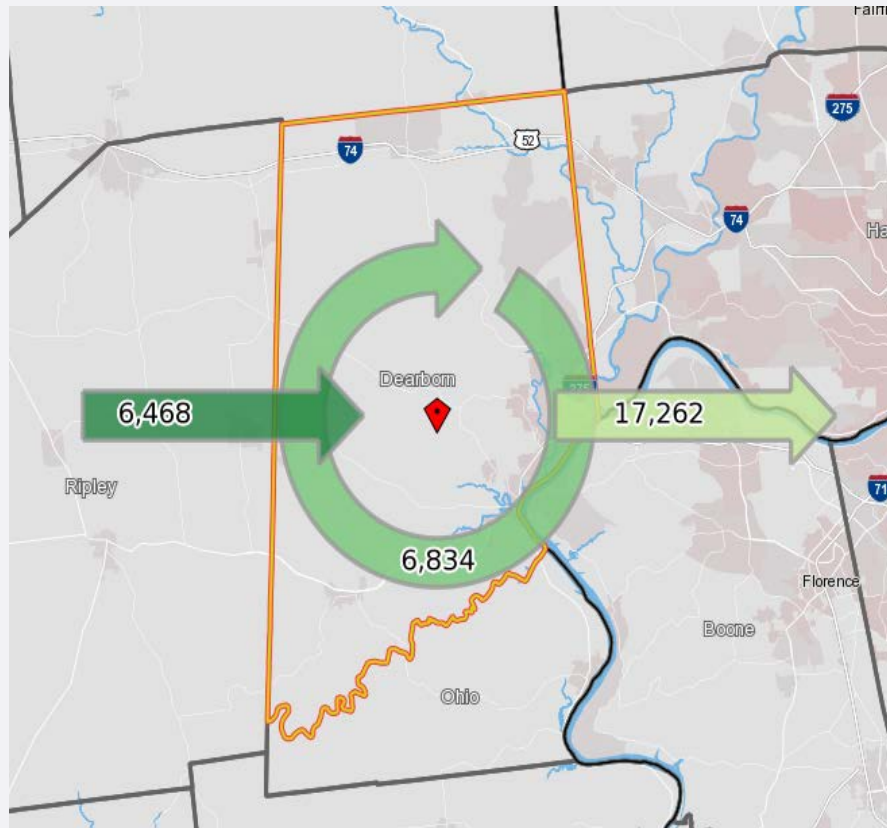 Fairf
275
74
52
74
Ha
Dearborn
275
6,468
17,262
Ripley
71
6,834
Florence
Boone
Ohio